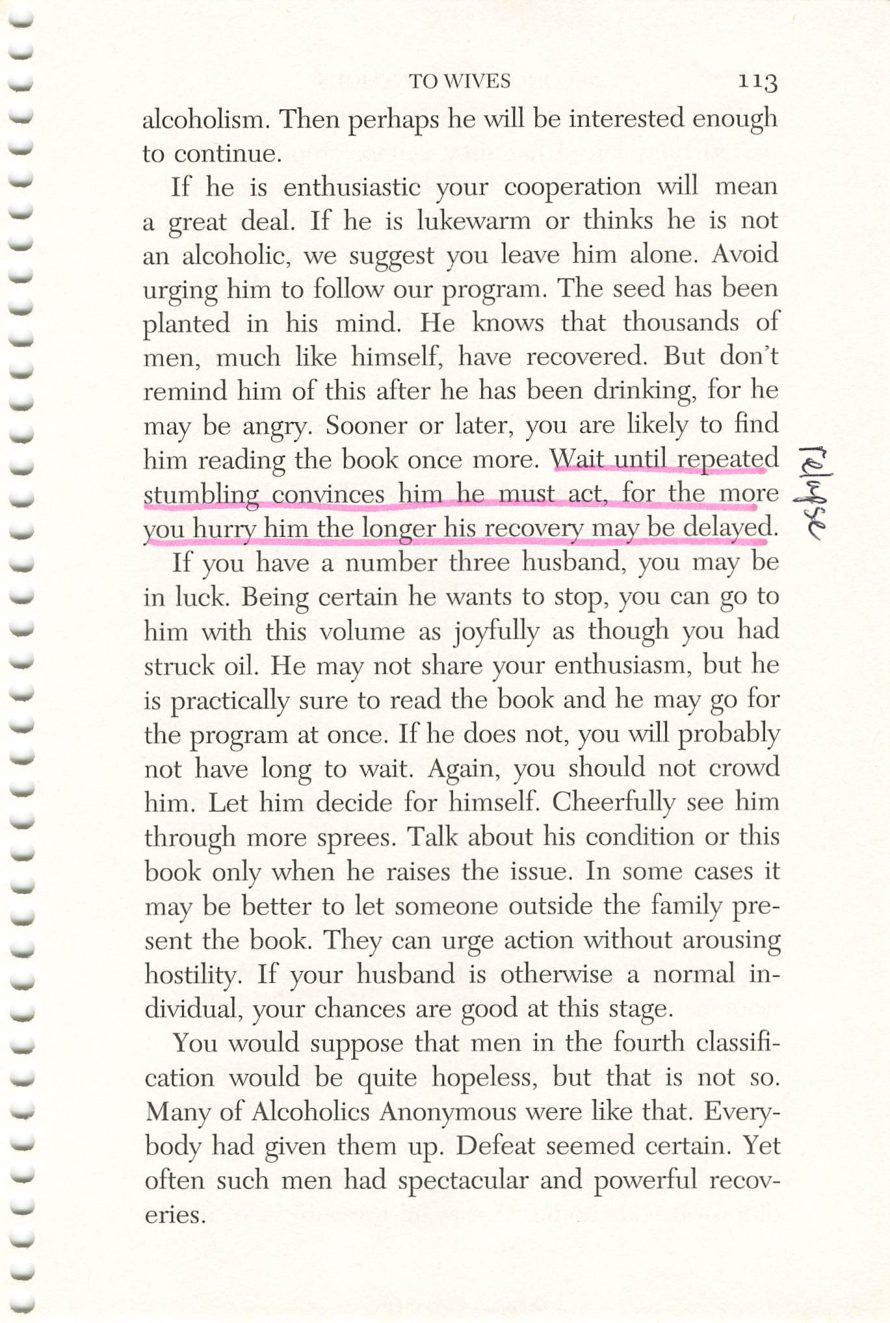 TO WIVES 113
alcoholism. Then perhaps he will be interested enough
to continue.
If he is enthusiastic your cooperation will mean
a great deal. If he is lukewarm or thinks he is not
an alcoholic, we suggest you leave him alone. Avoid
urging him to follow our program. The seed has been
planted in his mind. He knows that thousands of
men, much like himself, have recovered. But don't
remind him of this after he has been drinking, for he
may be angry. Sooner or later, you are likely to find
him reading the book once more. Wait until repeated
stumbling convinces him he must act, for the more
you hurry him the longer his recovery may be delayed.
relapse
If you have a number three husband, you may be
in luck. Being certain he wants to stop, you can go to
him with this volume as joyfully as though you had
struck oil. He may not share your enthusiasm, but he
is practically sure to read the book and he may go for
the program at once. If he does not, you will probably
not have long to wait. Again, you should not crowd
him. Let him decide for himself. Cheerfully see him
through more sprees. Talk about his condition or this
book only when he raises the issue. In some cases it
may be better to let someone outside the family pre-
sent the book. They can urge action without arousing
hostility. If your husband is otherwise a normal in-
dividual, your chances are good at this stage.
You would suppose that men in the fourth classifi-
cation would be quite hopeless, but that is not so.
Many of Alcoholics Anonymous were like that. Every-
body had given them up. Defeat seemed certain. Yet
often such men had spectacular and powerful recov-
eries.